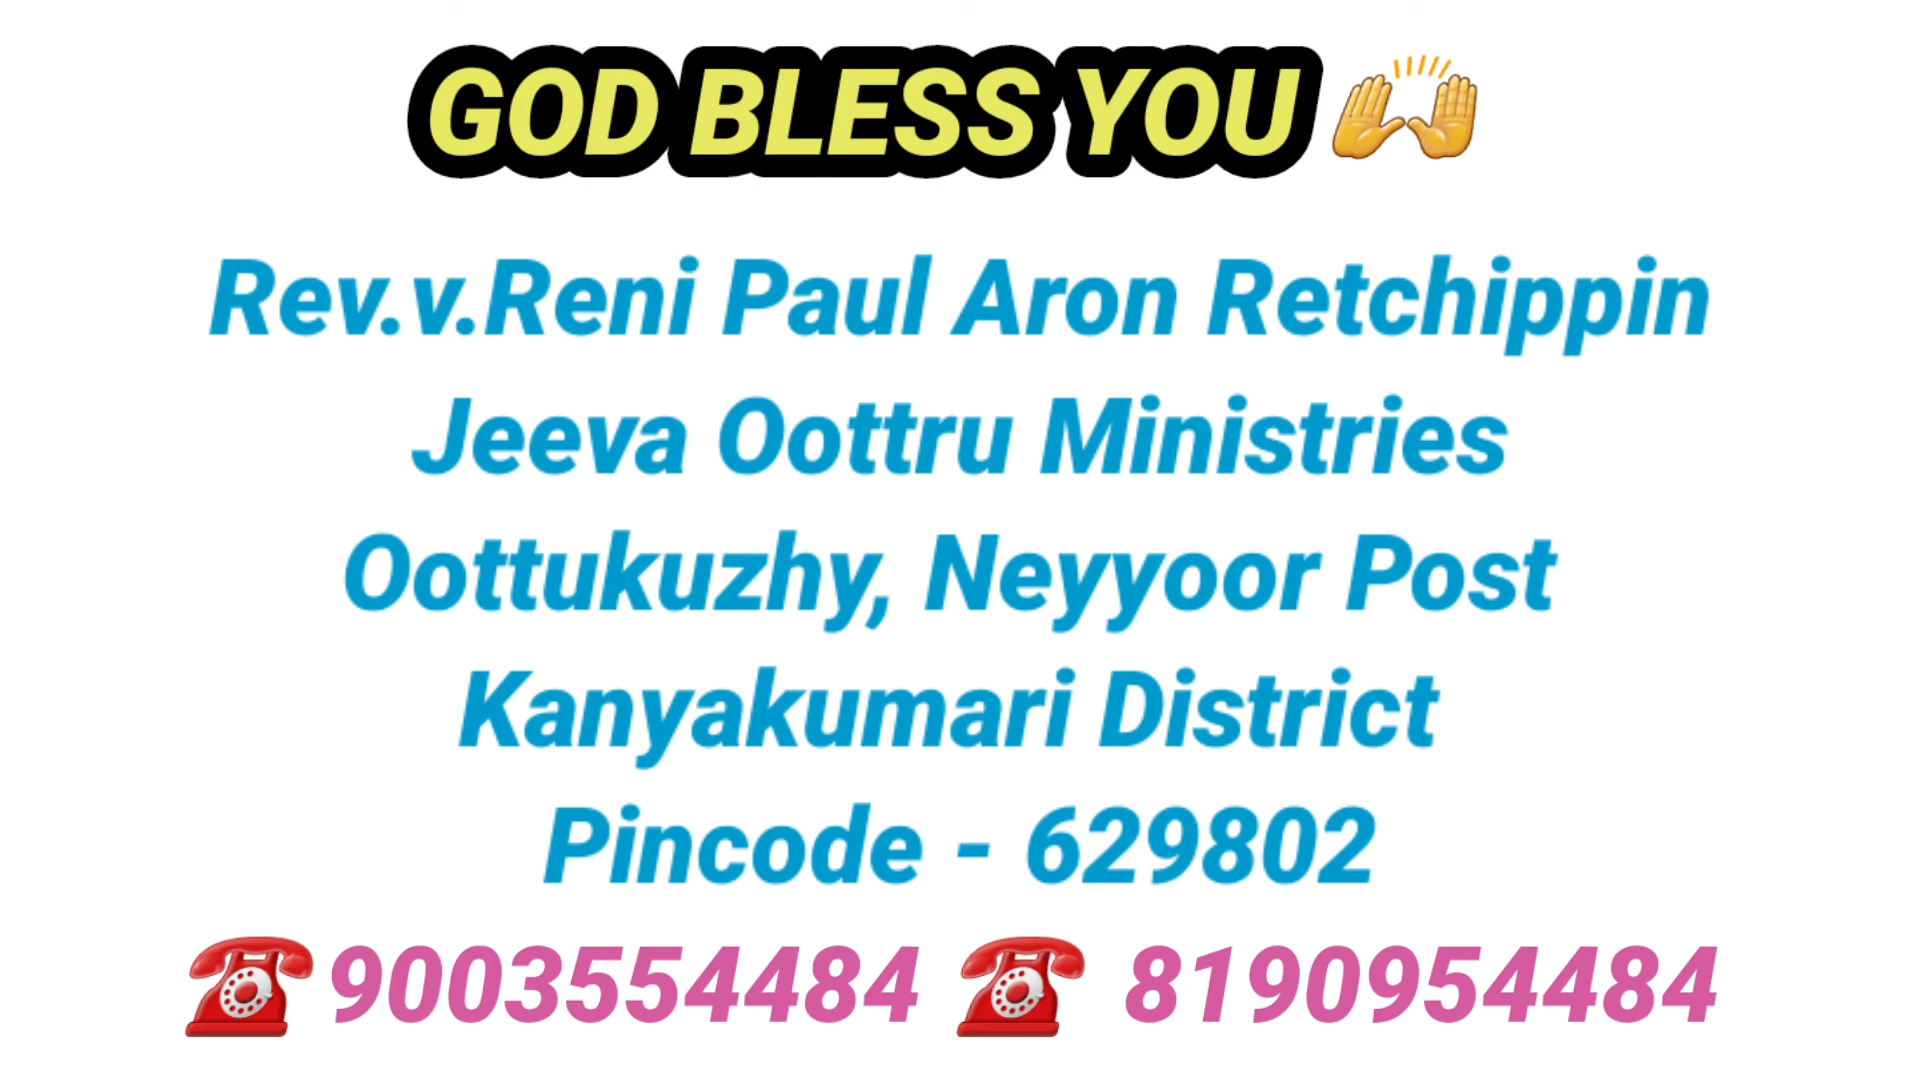 GOD BLESS YOU 🙌
Rev.v.Reni Paul Aron Retchippin
Jeeva Oottru Ministries
Oottukuzhy, Neyyoor Post
Kanyakumari District
Pincode - 629802
☎9003554484 ☎ 8190954484